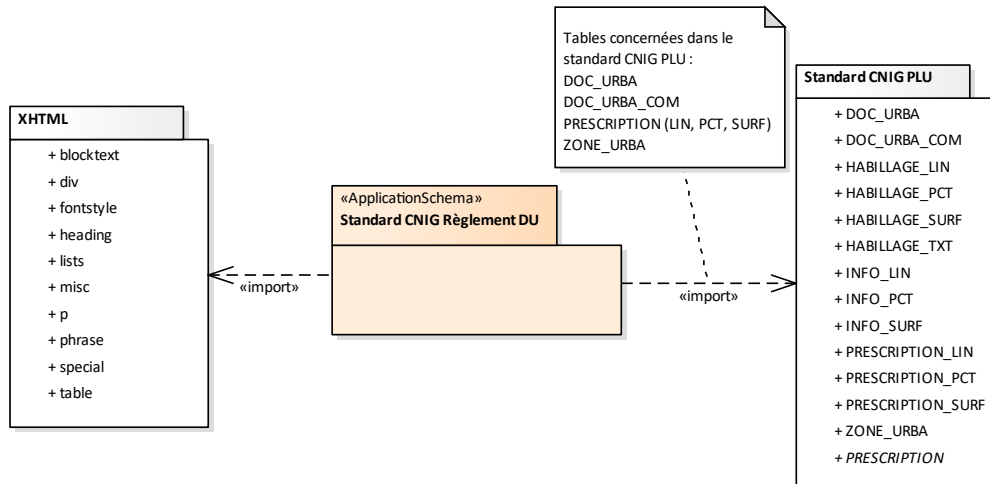 XHTML
+ blocktext
+ div
+ fontstyle
+ heading
+ lists
+ misc
+ p
+ phrase
+ special
+ table
«import»
«ApplicationSchema»
Standard CNIG Règlement DU
Tables concernées dans le
standard CNIG PLU :
DOC_URBA
DOC_URBA_COM
PRESCRIPTION (LIN, PCT, SURF)
ZONE_URBA
«import»
Standard CNIG PLU
+ DOC_URBA
+ DOC_URBA_COM
+ HABILLAGE_LIN
+ HABILLAGE_PCT
+ HABILLAGE_SURF
+ HABILLAGE_TXT
+ INFO_LIN
+ INFO_PCT
+ INFO_SURF
+ PRESCRIPTION_LIN
+ PRESCRIPTION_PCT
+ PRESCRIPTION_SURF
+ ZONE_URBA
+ PRESCRIPTION